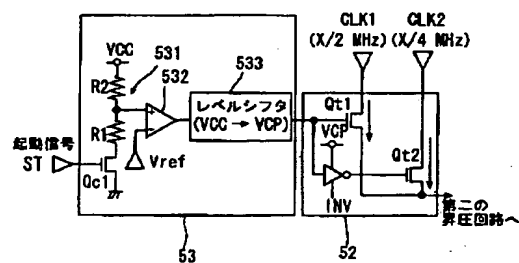 CLK1 CLK2
(X/2 MHz) (X/4 MHz)
VCC
531
533
R2
532
レベルシフタ
(VCC → VCP)
Qt1
R1
起動信号
ST
Vref
VCP
Qc1
Qt2
INV
第二の
昇圧回路へ
53
52